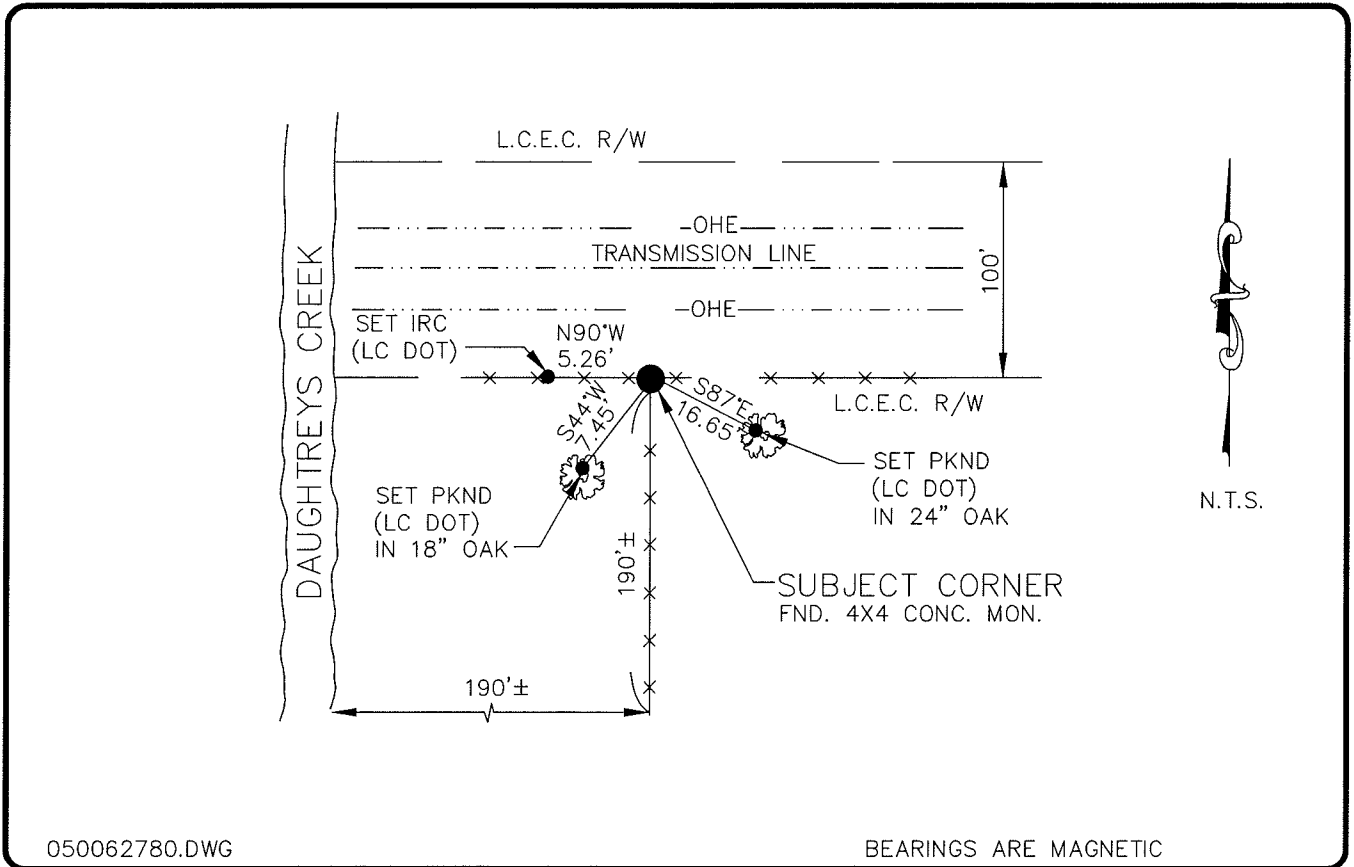 L.C.E.C. R/W
-OHE-
TRANSMISSION LINE
-OHE-
100'
DAUGHTREYS CREEK
SET IRC
(LC DOT)
N90°W
5.26'
S44°W
7.45'
S87°E
16.65'
L.C.E.C. R/W
SET PKND
(LC DOT)
IN 24" OAK
N.T.S.
SET PKND
(LC DOT)
IN 18" OAK
190'±
SUBJECT CORNER
FND. 4X4 CONC. MON.
190'±
050062780.DWG
BEARINGS ARE MAGNETIC